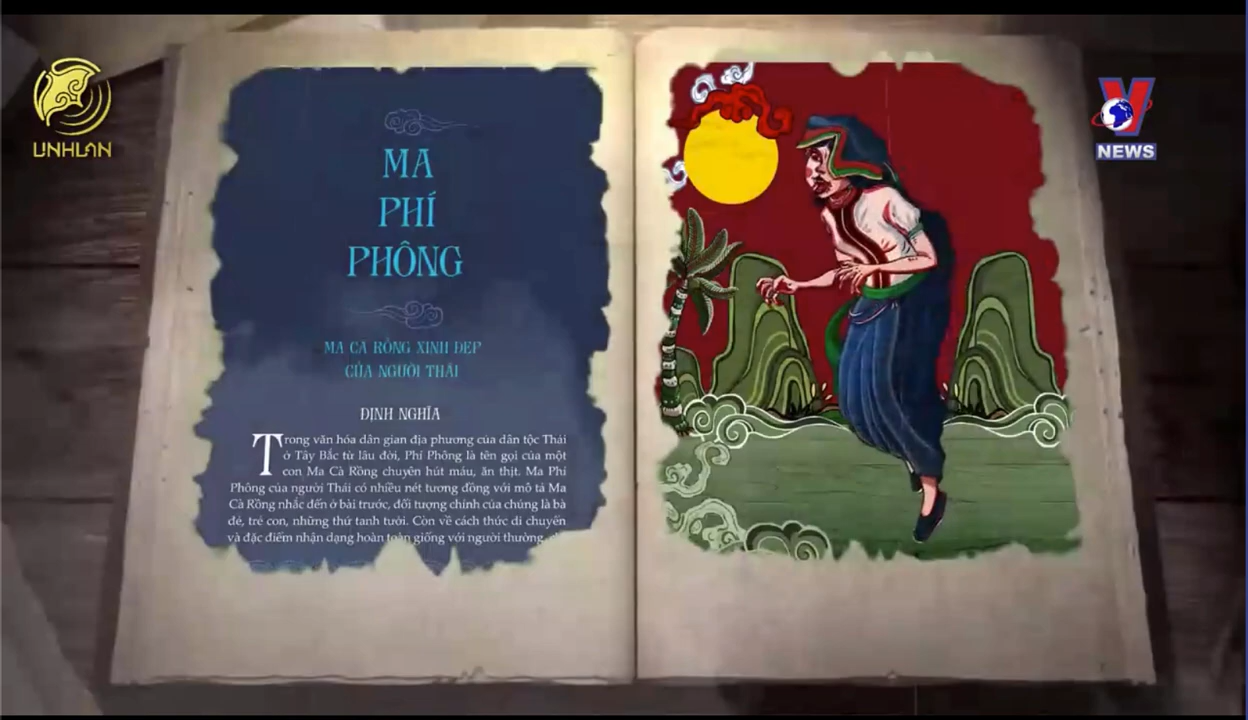 LINHLAN
NEWS
MA
PHÍ
PHÔNG
MA CÀ RỒNG XINH ĐẸP
CỦA NGƯỜI THÁI
ĐỊNH NGHĨA
Trong văn hóa dân gian địa phương của dân tộc Thái
ở Tây Bắc từ lâu đời, Phí Phông là tên gọi của một
con Ma Cà Rồng chuyên hút máu, ăn thịt. Ma Phí
Phông của người Thái có nhiều nét tương đồng với mô tả Ma
Cà Rồng nhắc đến ở bài trước, đối tượng chính của chúng là bà
đẻ, trẻ con, những thứ tanh tưởi. Còn về cách thức di chuyển
và đặc điểm nhận dạng hoàn toàn giống với người thường,